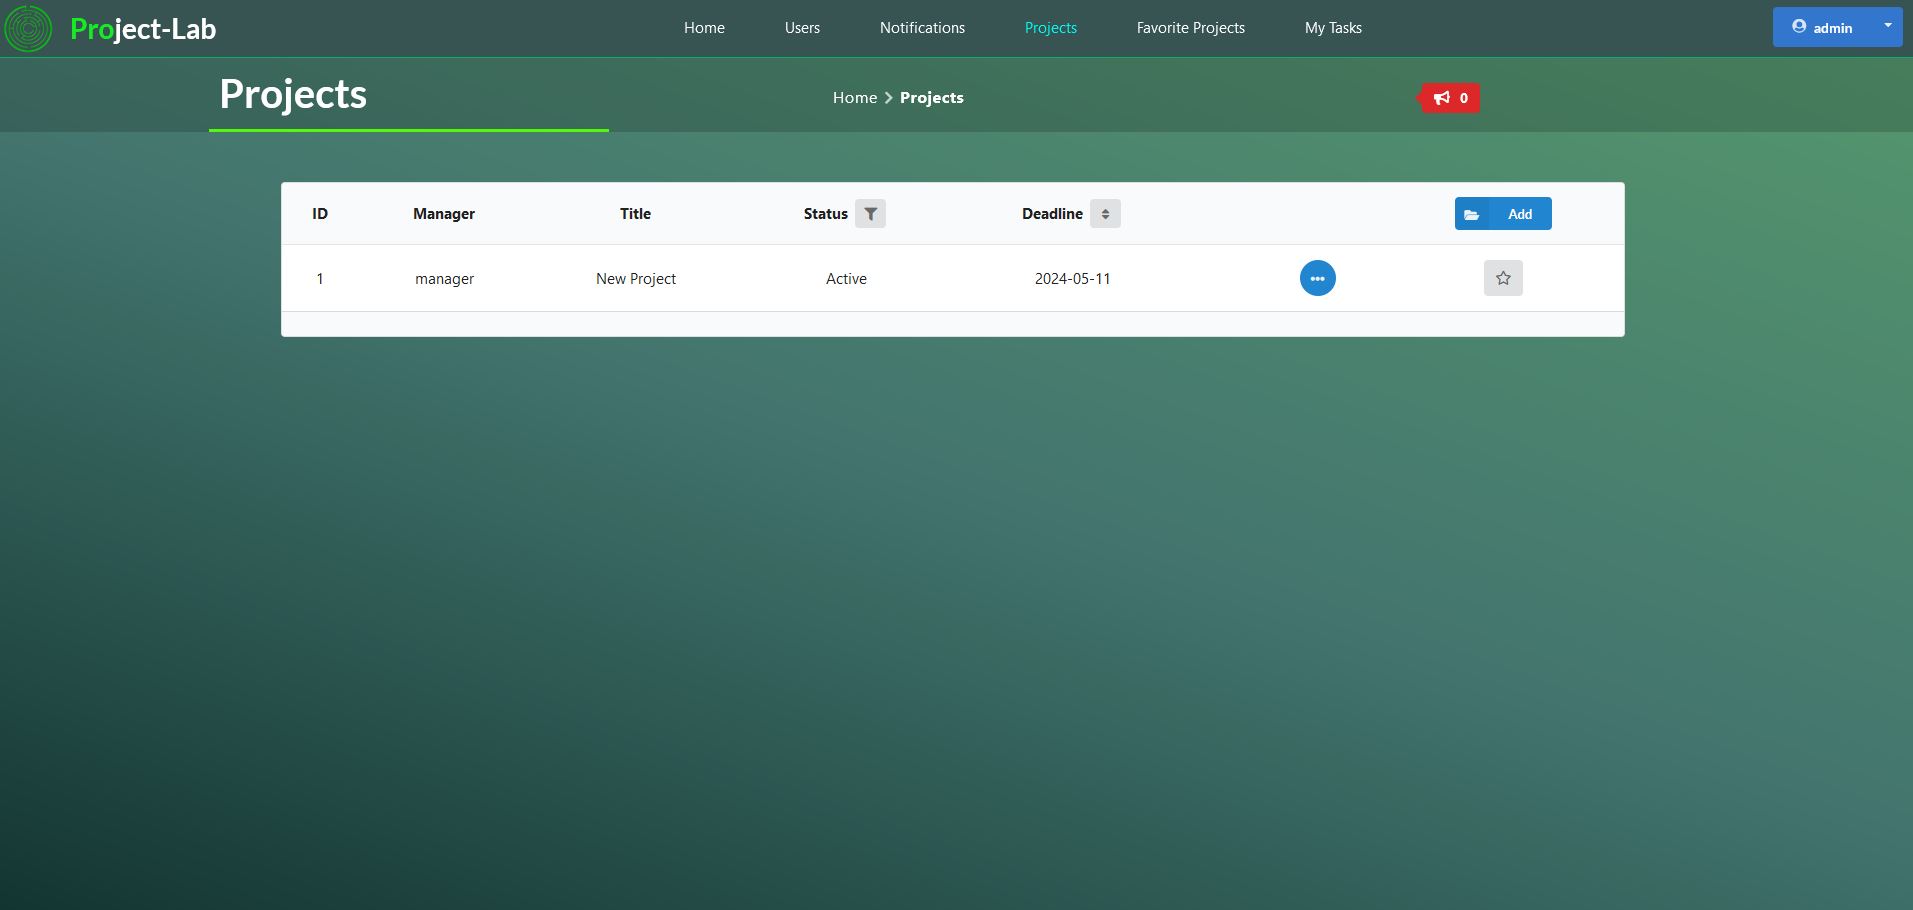 Project-Lab Home Users Notifications Projects Favorite Projects My Tasks admin
Projects Home Projects 0
ID Manager Title Status Deadline Add
1 manager New Project Active 2024-05-11